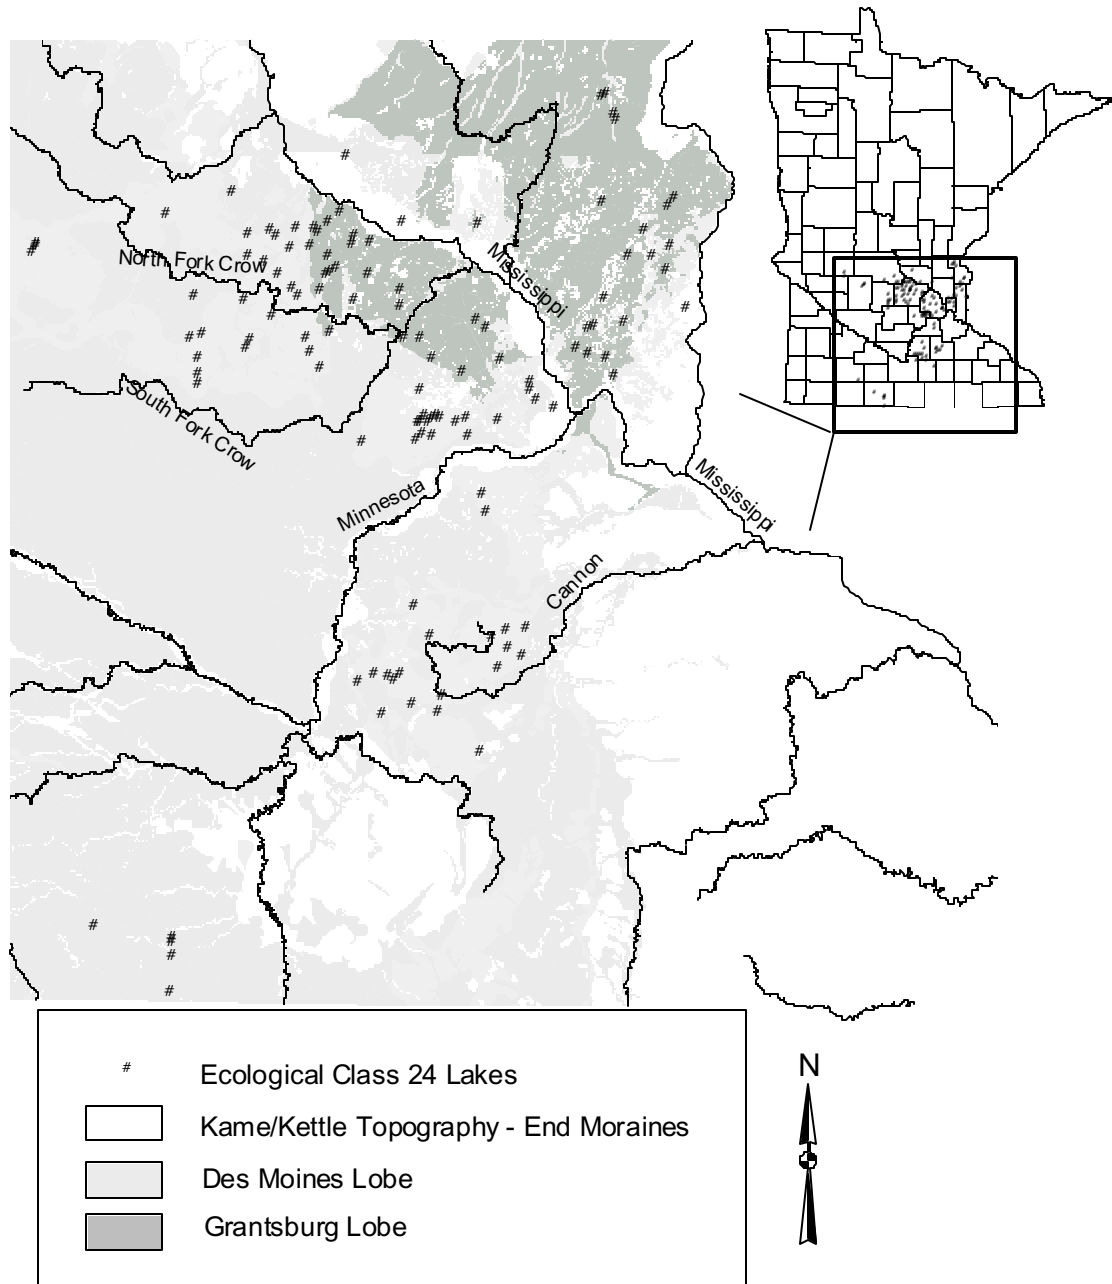 North Fork Crow
Mississippi
South Fork Crow
Minnesota
Mississippi
Cannon
# Ecological Class 24 Lakes
Kame/Kettle Topography - End Moraines
Des Moines Lobe
Grantsburg Lobe
N